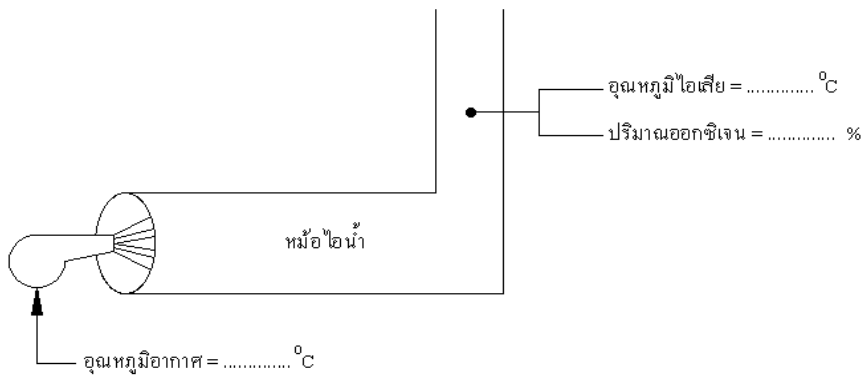 อุณหภูมิไอเสีย = .............. ⁰C
ปริมาณออกซิเจน = .............. %
หม้อไอน้ำ
อุณหภูมิอากาศ = .............. ⁰C